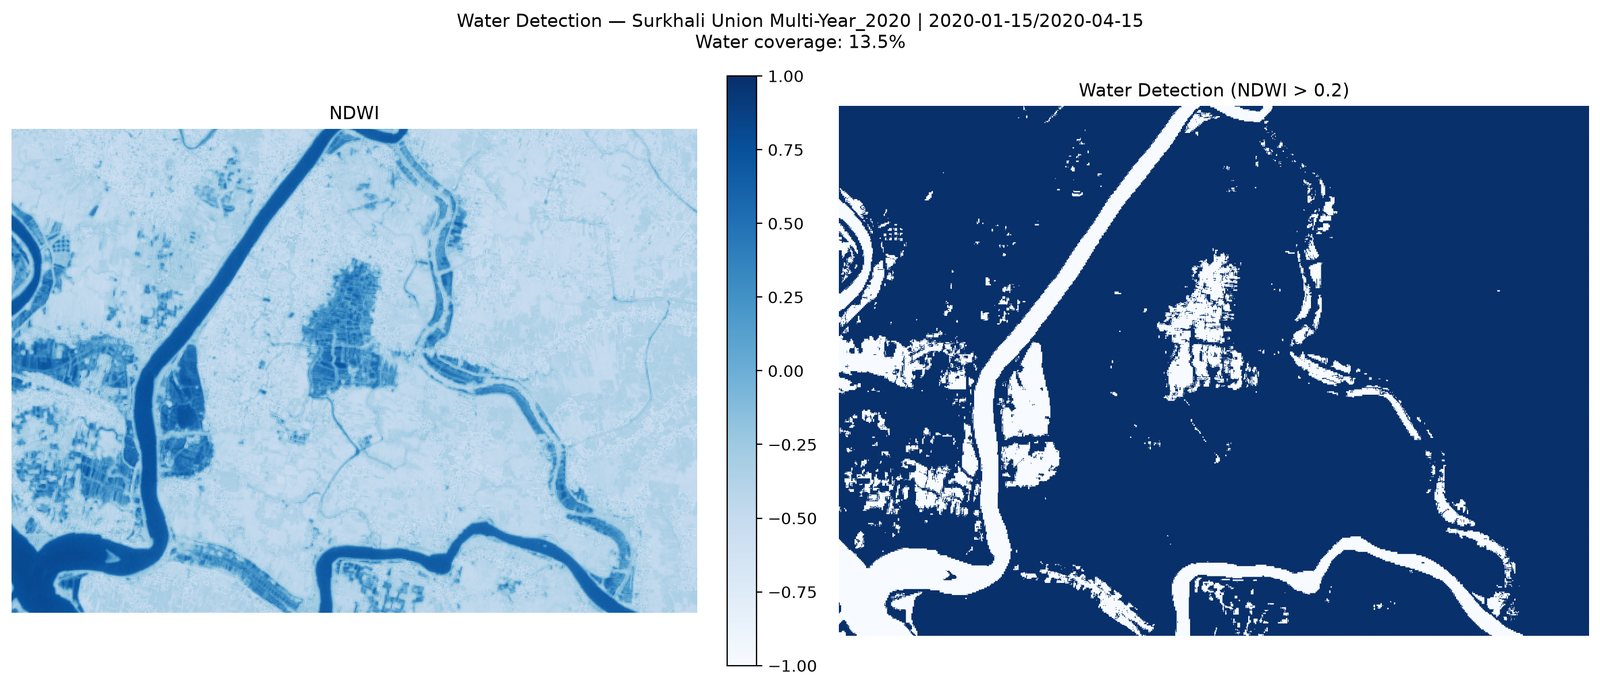 Water Detection — Surkhali Union Multi-Year_2020 | 2020-01-15/2020-04-15
Water coverage: 13.5%
NDWI
1.00
0.75
0.50
0.25
0.00
−0.25
−0.50
−0.75
−1.00
Water Detection (NDWI > 0.2)